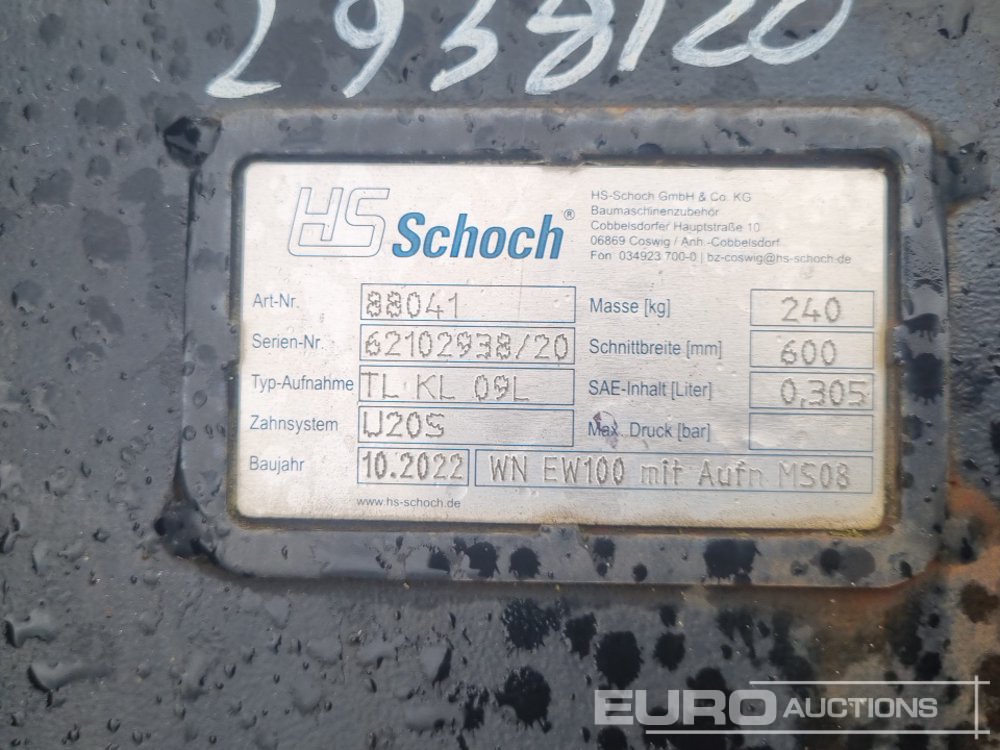 2938/20
HS Schoch®
HS-Schoch GmbH & Co. KG
Baumaschinenzubehör
Cobbelsdorfer Hauptstraße 10
06869 Coswig / Anh.-Cobbelsdorf
Fon 034923 700-0 | bz-coswig@hs-schoch.de
Art-Nr. 88041 Masse [kg] 240
Serien-Nr. 62102938/20 Schnittbreite [mm] 600
Typ-Aufnahme TL KL 09L SAE-Inhalt [Liter] 0,305
Zahnsystem U20S Max. Druck [bar]
Baujahr 10.2022 WN EW100 mit Aufn MS08
www.hs-schoch.de
EURO AUCTIONS